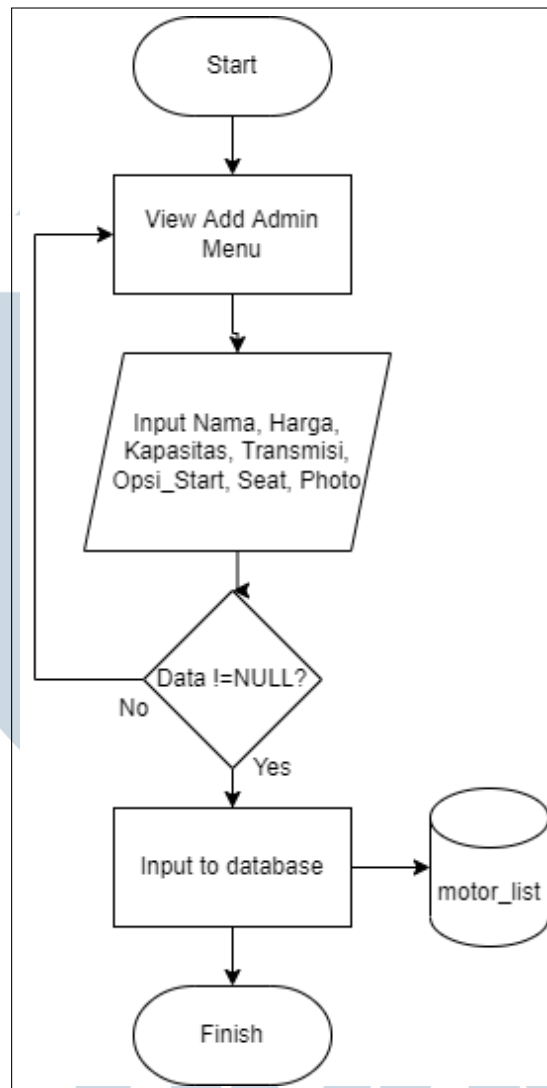 Start
View Add Admin
Menu
Input Nama, Harga,
Kapasitas, Transmisi,
Opsi_Start, Seat, Photo
Data !=NULL?
No
Yes
Input to database
motor_list
Finish